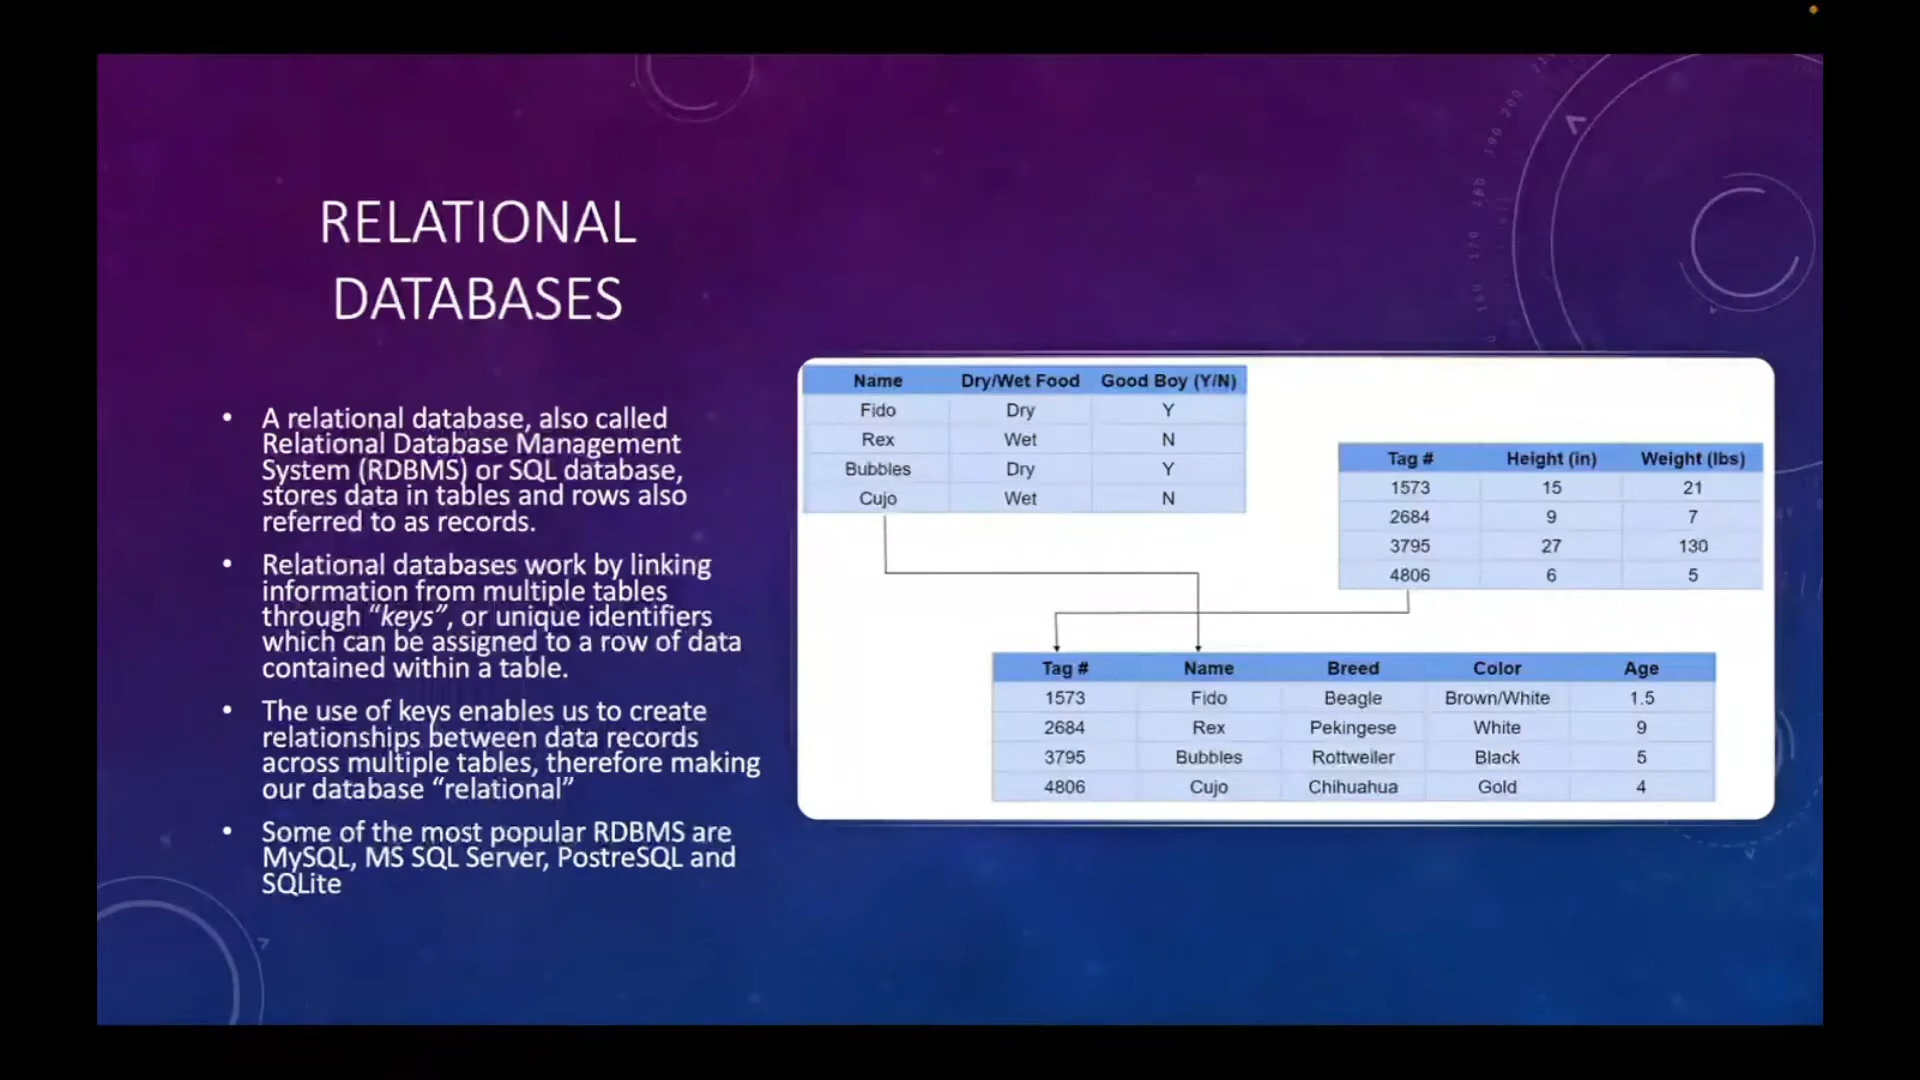 RELATIONAL
DATABASES
• A relational database, also called
Relational Database Management
System (RDBMS) or SQL database,
stores data in tables and rows also
referred to as records.
• Relational databases work by linking
information from multiple tables
through “keys”, or unique identifiers
which can be assigned to a row of data
contained within a table.
• The use of keys enables us to create
relationships between data records
across multiple tables, therefore making
our database “relational”
• Some of the most popular RDBMS are
MySQL, MS SQL Server, PostreSQL and
SQLite
Name Dry/Wet Food Good Boy (Y/N)
Fido Dry Y
Rex Wet N
Bubbles Dry Y
Cujo Wet N
Tag # Height (in) Weight (lbs)
1573 15 21
2684 9 7
3795 27 130
4806 6 5
Tag # Name Breed Color Age
1573 Fido Beagle Brown/White 1.5
2684 Rex Pekingese White 9
3795 Bubbles Rottweiler Black 5
4806 Cujo Chihuahua Gold 4